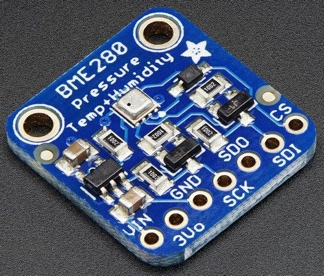 BME280
Pressure
Temp+Humidity
VIN
3Vo
GND
SCK
SDO
SDI
CS